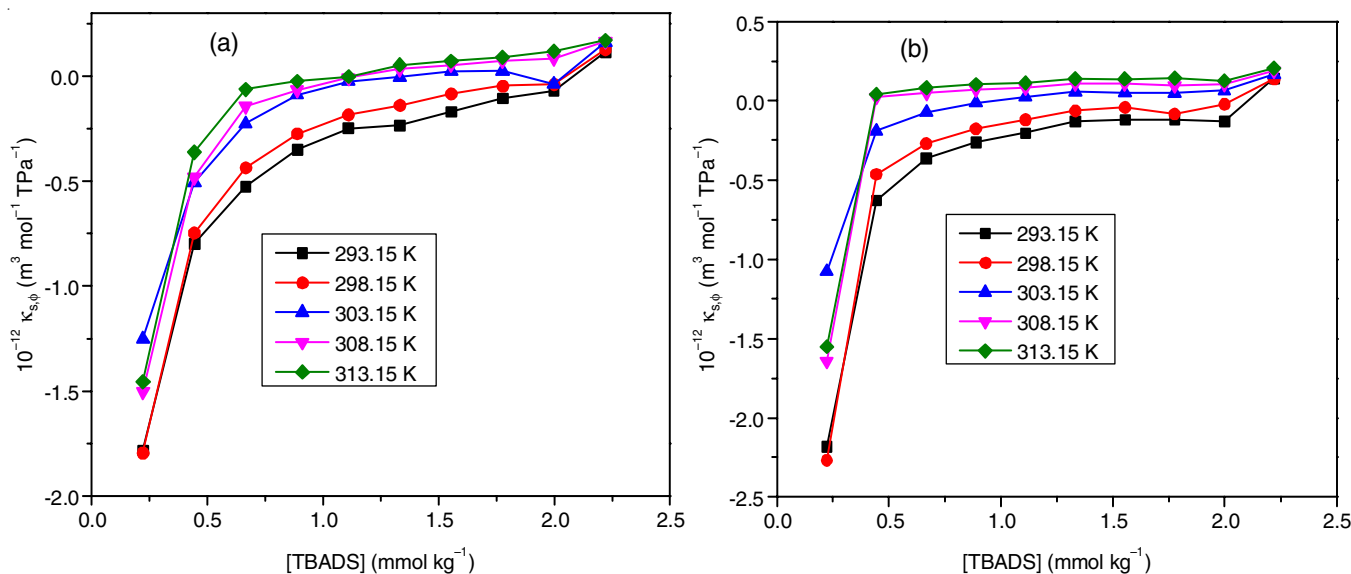 (a)
0.0
-0.5
-1.0
-1.5
-2.0
10⁻¹² κs,ϕ (m³ mol⁻¹ TPa⁻¹)
293.15 K
298.15 K
303.15 K
308.15 K
313.15 K
0.0 0.5 1.0 1.5 2.0 2.5
[TBADS] (mmol kg⁻¹)
(b)
0.5
0.0
-0.5
-1.0
-1.5
-2.0
-2.5
10⁻¹² κs,ϕ (m³ mol⁻¹ TPa⁻¹)
293.15 K
298.15 K
303.15 K
308.15 K
313.15 K
0.0 0.5 1.0 1.5 2.0 2.5
[TBADS] (mmol kg⁻¹)